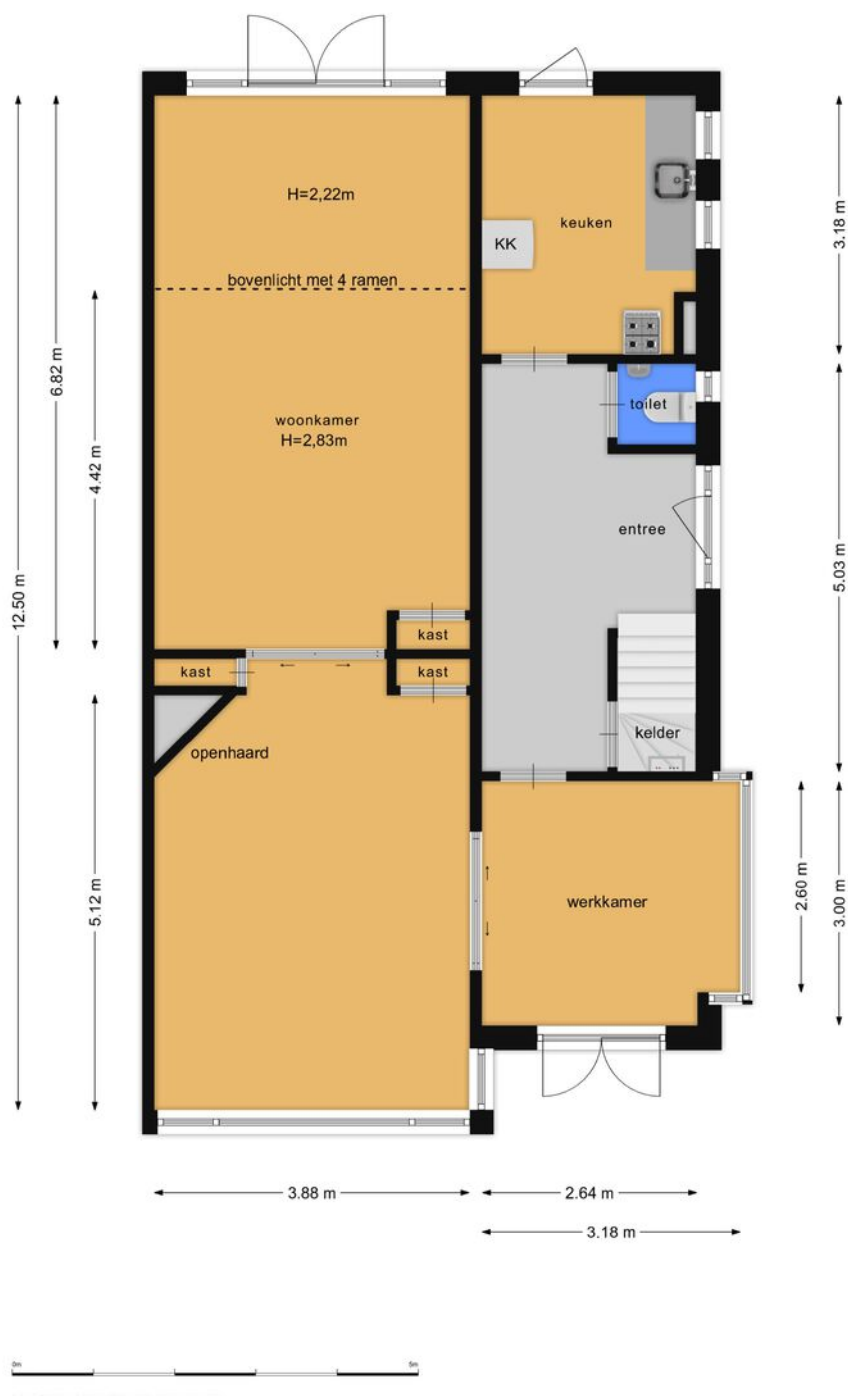 H=2,22m
keuken
KK
bovenlicht met 4 ramen
3.18 m
6.82 m
woonkamer
H=2,83m
toilet
4.42 m
entree
5.03 m
12.50 m
kast
kast
kast
openhaard
kelder
werkkamer
5.12 m
2.60 m
3.00 m
3.88 m
2.64 m
3.18 m
0m
5m